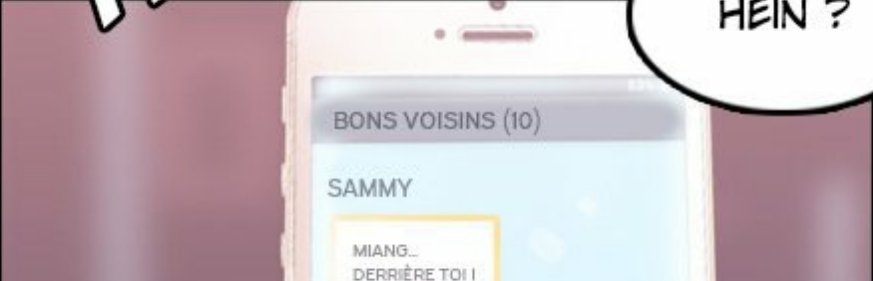 HEIN ?
BONS VOISINS (10)
SAMMY
MIANG...
DERRIÈRE TOI !